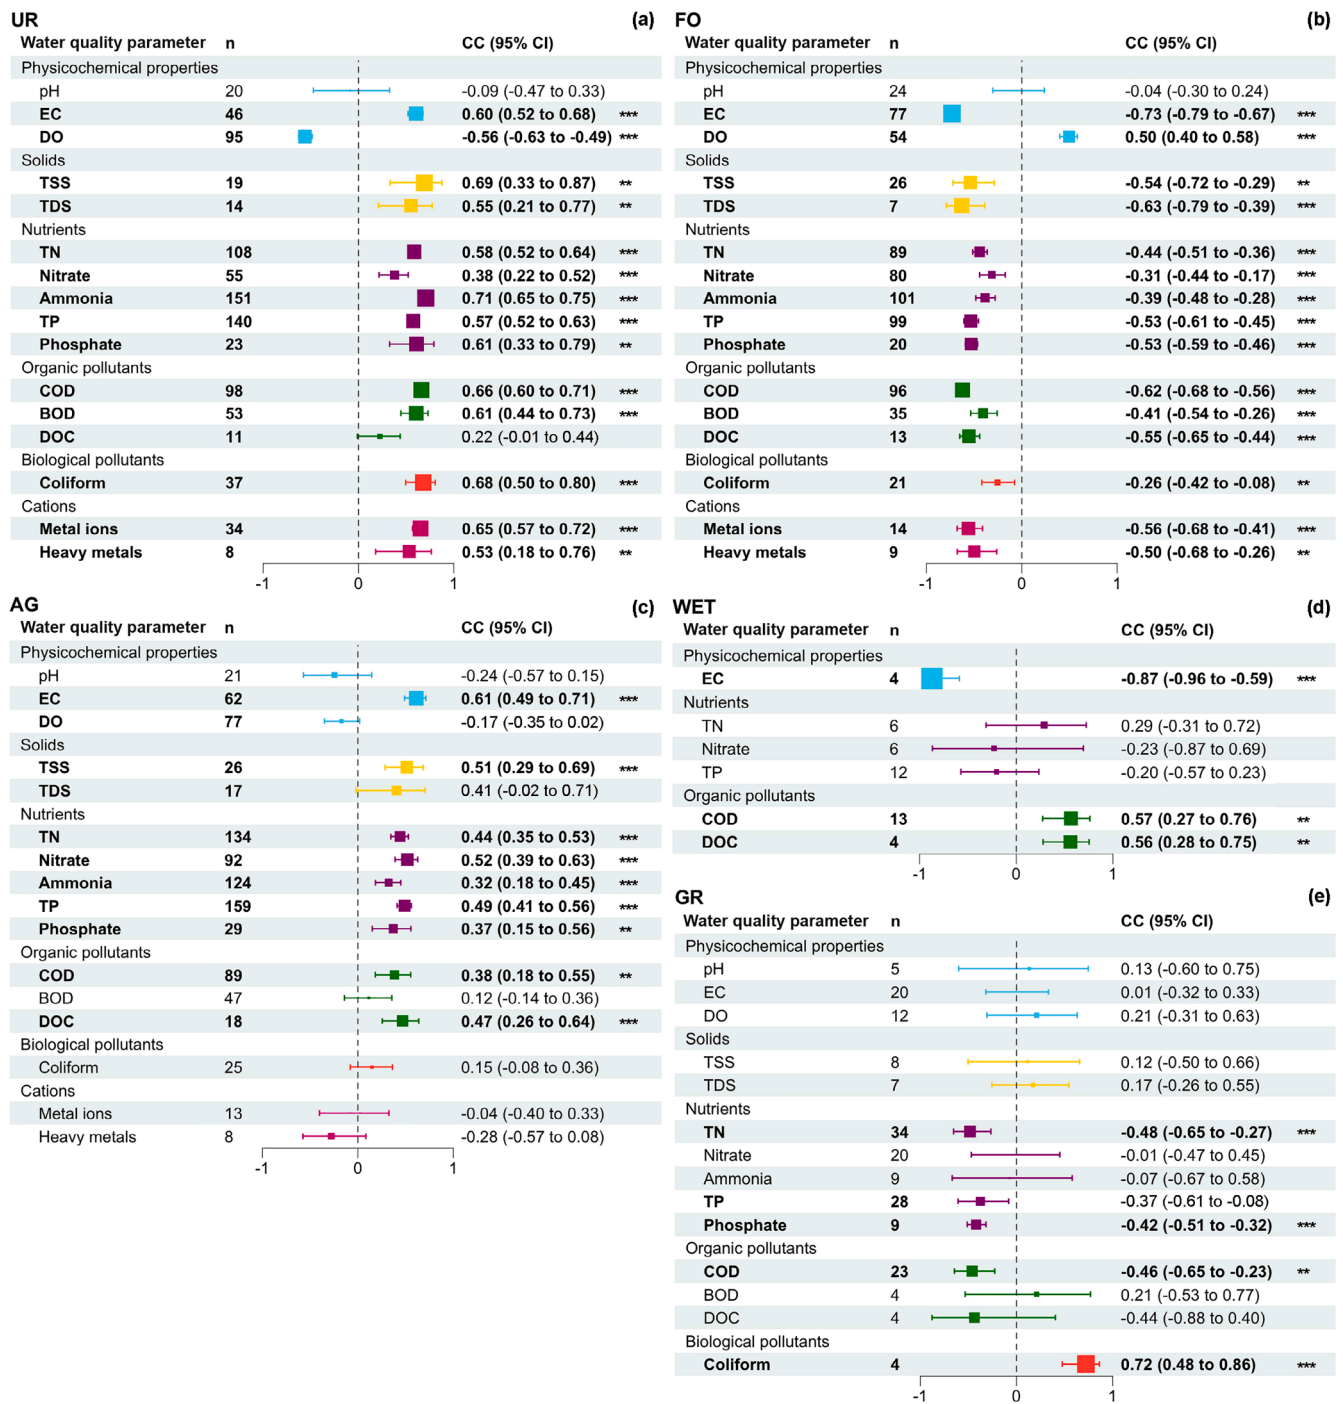 UR (a)
Water quality parameter n CC (95% CI)
Physicochemical properties
pH 20 -0.09 (-0.47 to 0.33)
EC 46 0.60 (0.52 to 0.68) ***
DO 95 -0.56 (-0.63 to -0.49) ***
Solids
TSS 19 0.69 (0.33 to 0.87) **
TDS 14 0.55 (0.21 to 0.77) **
Nutrients
TN 108 0.58 (0.52 to 0.64) ***
Nitrate 55 0.38 (0.22 to 0.52) ***
Ammonia 151 0.71 (0.65 to 0.75) ***
TP 140 0.57 (0.52 to 0.63) ***
Phosphate 23 0.61 (0.33 to 0.79) **
Organic pollutants
COD 98 0.66 (0.60 to 0.71) ***
BOD 53 0.61 (0.44 to 0.73) ***
DOC 11 0.22 (-0.01 to 0.44)
Biological pollutants
Coliform 37 0.68 (0.50 to 0.80) ***
Cations
Metal ions 34 0.65 (0.57 to 0.72) ***
Heavy metals 8 0.53 (0.18 to 0.76) **
-1 0 1
FO (b)
Water quality parameter n CC (95% CI)
Physicochemical properties
pH 24 -0.04 (-0.30 to 0.24)
EC 77 -0.73 (-0.79 to -0.67) ***
DO 54 0.50 (0.40 to 0.58) ***
Solids
TSS 26 -0.54 (-0.72 to -0.29) **
TDS 7 -0.63 (-0.79 to -0.39) ***
Nutrients
TN 89 -0.44 (-0.51 to -0.36) ***
Nitrate 80 -0.31 (-0.44 to -0.17) ***
Ammonia 101 -0.39 (-0.48 to -0.28) ***
TP 99 -0.53 (-0.61 to -0.45) ***
Phosphate 20 -0.53 (-0.59 to -0.46) ***
Organic pollutants
COD 96 -0.62 (-0.68 to -0.56) ***
BOD 35 -0.41 (-0.54 to -0.26) ***
DOC 13 -0.55 (-0.65 to -0.44) ***
Biological pollutants
Coliform 21 -0.26 (-0.42 to -0.08) **
Cations
Metal ions 14 -0.56 (-0.68 to -0.41) ***
Heavy metals 9 -0.50 (-0.68 to -0.26) **
-1 0 1
AG (c)
Water quality parameter n CC (95% CI)
Physicochemical properties
pH 21 -0.24 (-0.57 to 0.15)
EC 62 0.61 (0.49 to 0.71) ***
DO 77 -0.17 (-0.35 to 0.02)
Solids
TSS 26 0.51 (0.29 to 0.69) ***
TDS 17 0.41 (-0.02 to 0.71)
Nutrients
TN 134 0.44 (0.35 to 0.53) ***
Nitrate 92 0.52 (0.39 to 0.63) ***
Ammonia 124 0.32 (0.18 to 0.45) ***
TP 159 0.49 (0.41 to 0.56) ***
Phosphate 29 0.37 (0.15 to 0.56) **
Organic pollutants
COD 89 0.38 (0.18 to 0.55) **
BOD 47 0.12 (-0.14 to 0.36)
DOC 18 0.47 (0.26 to 0.64) ***
Biological pollutants
Coliform 25 0.15 (-0.08 to 0.36)
Cations
Metal ions 13 -0.04 (-0.40 to 0.33)
Heavy metals 8 -0.28 (-0.57 to 0.08)
-1 0 1
WET (d)
Water quality parameter n CC (95% CI)
Physicochemical properties
EC 4 -0.87 (-0.96 to -0.59) ***
Nutrients
TN 6 0.29 (-0.31 to 0.72)
Nitrate 6 -0.23 (-0.87 to 0.69)
TP 12 -0.20 (-0.57 to 0.23)
Organic pollutants
COD 13 0.57 (0.27 to 0.76) **
DOC 4 0.56 (0.28 to 0.75) **
-1 0 1
GR (e)
Water quality parameter n CC (95% CI)
Physicochemical properties
pH 5 0.13 (-0.60 to 0.75)
EC 20 0.01 (-0.32 to 0.33)
DO 12 0.21 (-0.31 to 0.63)
Solids
TSS 8 0.12 (-0.50 to 0.66)
TDS 7 0.17 (-0.26 to 0.55)
Nutrients
TN 34 -0.48 (-0.65 to -0.27) ***
Nitrate 20 -0.01 (-0.47 to 0.45)
Ammonia 9 -0.07 (-0.67 to 0.58)
TP 28 -0.37 (-0.61 to -0.08)
Phosphate 9 -0.42 (-0.51 to -0.32) ***
Organic pollutants
COD 23 -0.46 (-0.65 to -0.23) **
BOD 4 0.21 (-0.53 to 0.77)
DOC 4 -0.44 (-0.88 to 0.40)
Biological pollutants
Coliform 4 0.72 (0.48 to 0.86) ***
-1 0 1